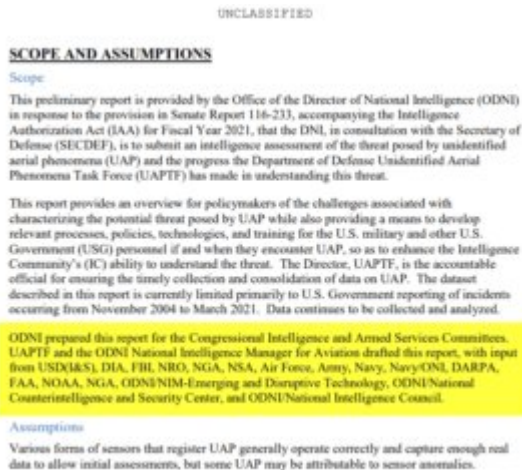 UNCLASSIFIED
SCOPE AND ASSUMPTIONS
Scope
This preliminary report is provided by the Office of the Director of National Intelligence (ODNI)
in response to the provision in Senate Report 116-233, accompanying the Intelligence
Authorization Act (IAA) for Fiscal Year 2021, that the DNI, in consultation with the Secretary of
Defense (SECDEF), is to submit an intelligence assessment of the threat posed by unidentified
aerial phenomena (UAP) and the progress the Department of Defense Unidentified Aerial
Phenomena Task Force (UAPTF) has made in understanding this threat.
This report provides an overview for policymakers of the challenges associated with
characterizing the potential threat posed by UAP while also providing a means to develop
relevant processes, policies, technologies, and training for the U.S. military and other U.S.
Government (USG) personnel if and when they encounter UAP, so as to enhance the Intelligence
Community's (IC) ability to understand the threat. The Director, UAPTF, is the accountable
official for ensuring the timely collection and consolidation of data on UAP. The dataset
described in this report is currently limited primarily to U.S. Government reporting of incidents
occurring from November 2004 to March 2021. Data continues to be collected and analyzed.
ODNI prepared this report for the Congressional Intelligence and Armed Services Committees.
UAPTF and the ODNI National Intelligence Manager for Aviation drafted this report, with input
from USD(I&S), DIA, FBI, NRO, NGA, NSA, Air Force, Army, Navy, Navy/ONI, DARPA,
FAA, NOAA, NGA, ODNI/NIM-Emerging and Disruptive Technology, ODNI/National
Counterintelligence and Security Center, and ODNI/National Intelligence Council.
Assumptions
Various forms of sensors that register UAP generally operate correctly and capture enough real
data to allow initial assessments, but some UAP may be attributable to sensor anomalies.